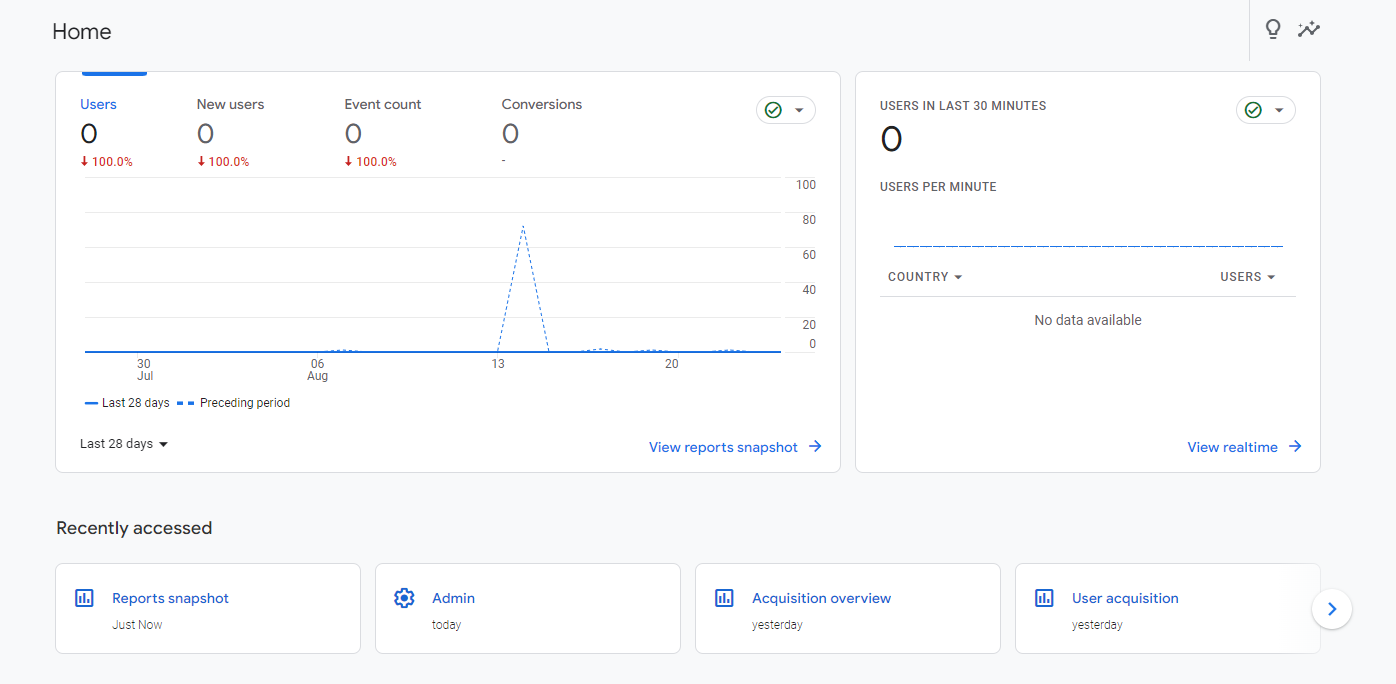 Home
Users New users Event count Conversions
0 0 0 0
100.0% 100.0% 100.0% -
100
80
60
40
20
0
30 06 13 20
Jul Aug
Last 28 days Preceding period
Last 28 days
View reports snapshot
USERS IN LAST 30 MINUTES
0
USERS PER MINUTE
COUNTRY USERS
No data available
View realtime
Recently accessed
Reports snapshot
Just Now
Admin
today
Acquisition overview
yesterday
User acquisition
yesterday